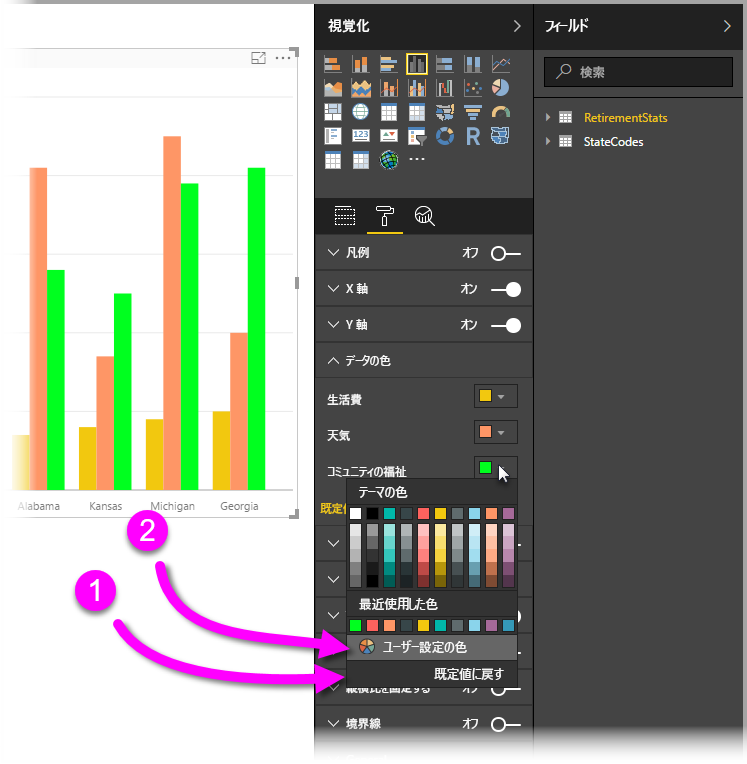 視覚化
フィールド
検索
RetirementStats
StateCodes
123
R
凡例 オフ
X 軸 オン
Y 軸 オン
データの色
生活費
天気
コミュニティの福祉
Alabama Kansas Michigan Georgia
既定
テーマの色
最近使用した色
ユーザー設定の色
既定値に戻す
縦横比を固定する
境界線 オフ
2
1